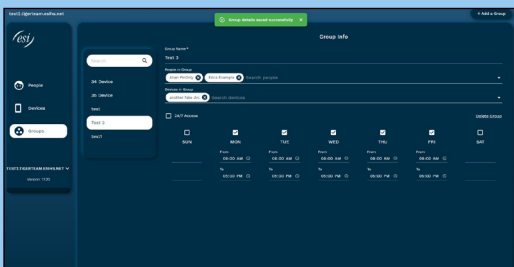 Group details saved successfully ×
+ Add a Group
esi
Group Info
Search
Group Name*
Test 3
People in Group
Search people
People
Devices
Groups
24 Device
35 Device
test
Test 3
test7
Devices in Group
Search devices
24/7 Access
Delete Group
SUN MON TUE WED THU FRI SAT
From From From From From
08:00 AM 08:00 AM 08:00 AM 08:00 AM 08:00 AM
To To To To To
05:00 PM 05:00 PM 05:00 PM 05:00 PM 05:00 PM